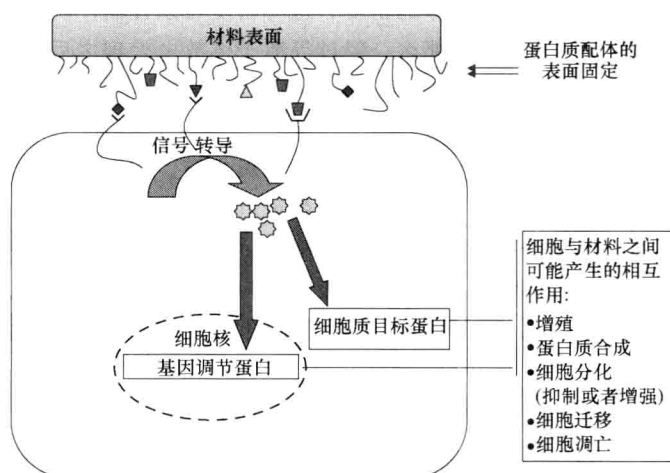 材料表面
蛋白质配体的
表面固定
信号 转导
细胞与材料之间
可能产生的相互
作用:
●增殖
●蛋白质合成
●细胞分化
(抑制或者增强)
●细胞迁移
●细胞凋亡
细胞质目标蛋白
细胞核
基因调节蛋白